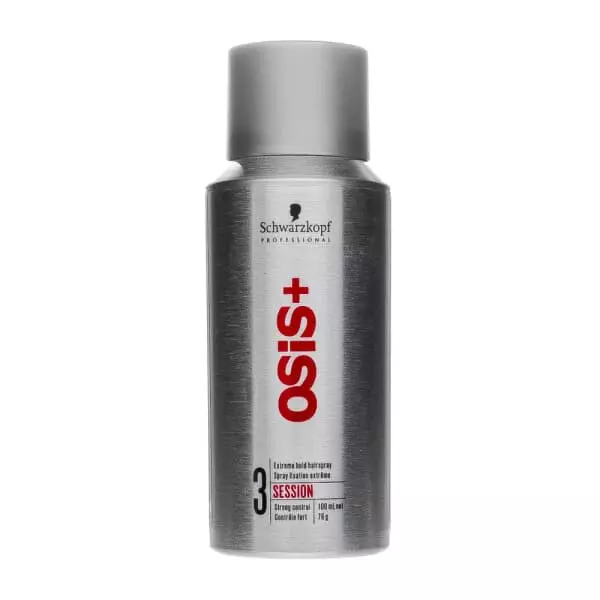 Schwarzkopf
PROFESSIONAL
OSiS+
Extreme hold hairspray
Spray fixation extrême
3 SESSION
Strong control
Contrôle fort
100 mL net
76 g